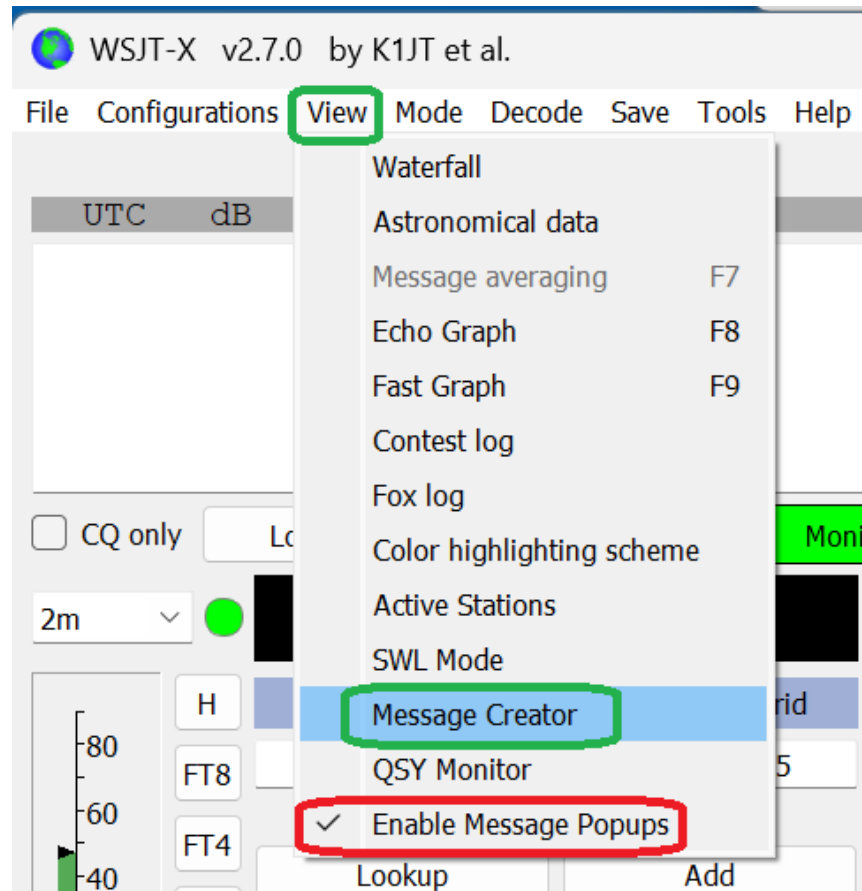 WSJT-X v2.7.0 by K1JT et al.
File Configurations View Mode Decode Save Tools Help
Waterfall
UTC dB
Astronomical data
Message averaging F7
Echo Graph F8
Fast Graph F9
Contest log
Fox log
CQ only
Color highlighting scheme
Moni
2m
Active Stations
SWL Mode
H
Message Creator
rid
-80
FT8
QSY Monitor
5
-60
FT4
Enable Message Popups
-40
Lookup Add